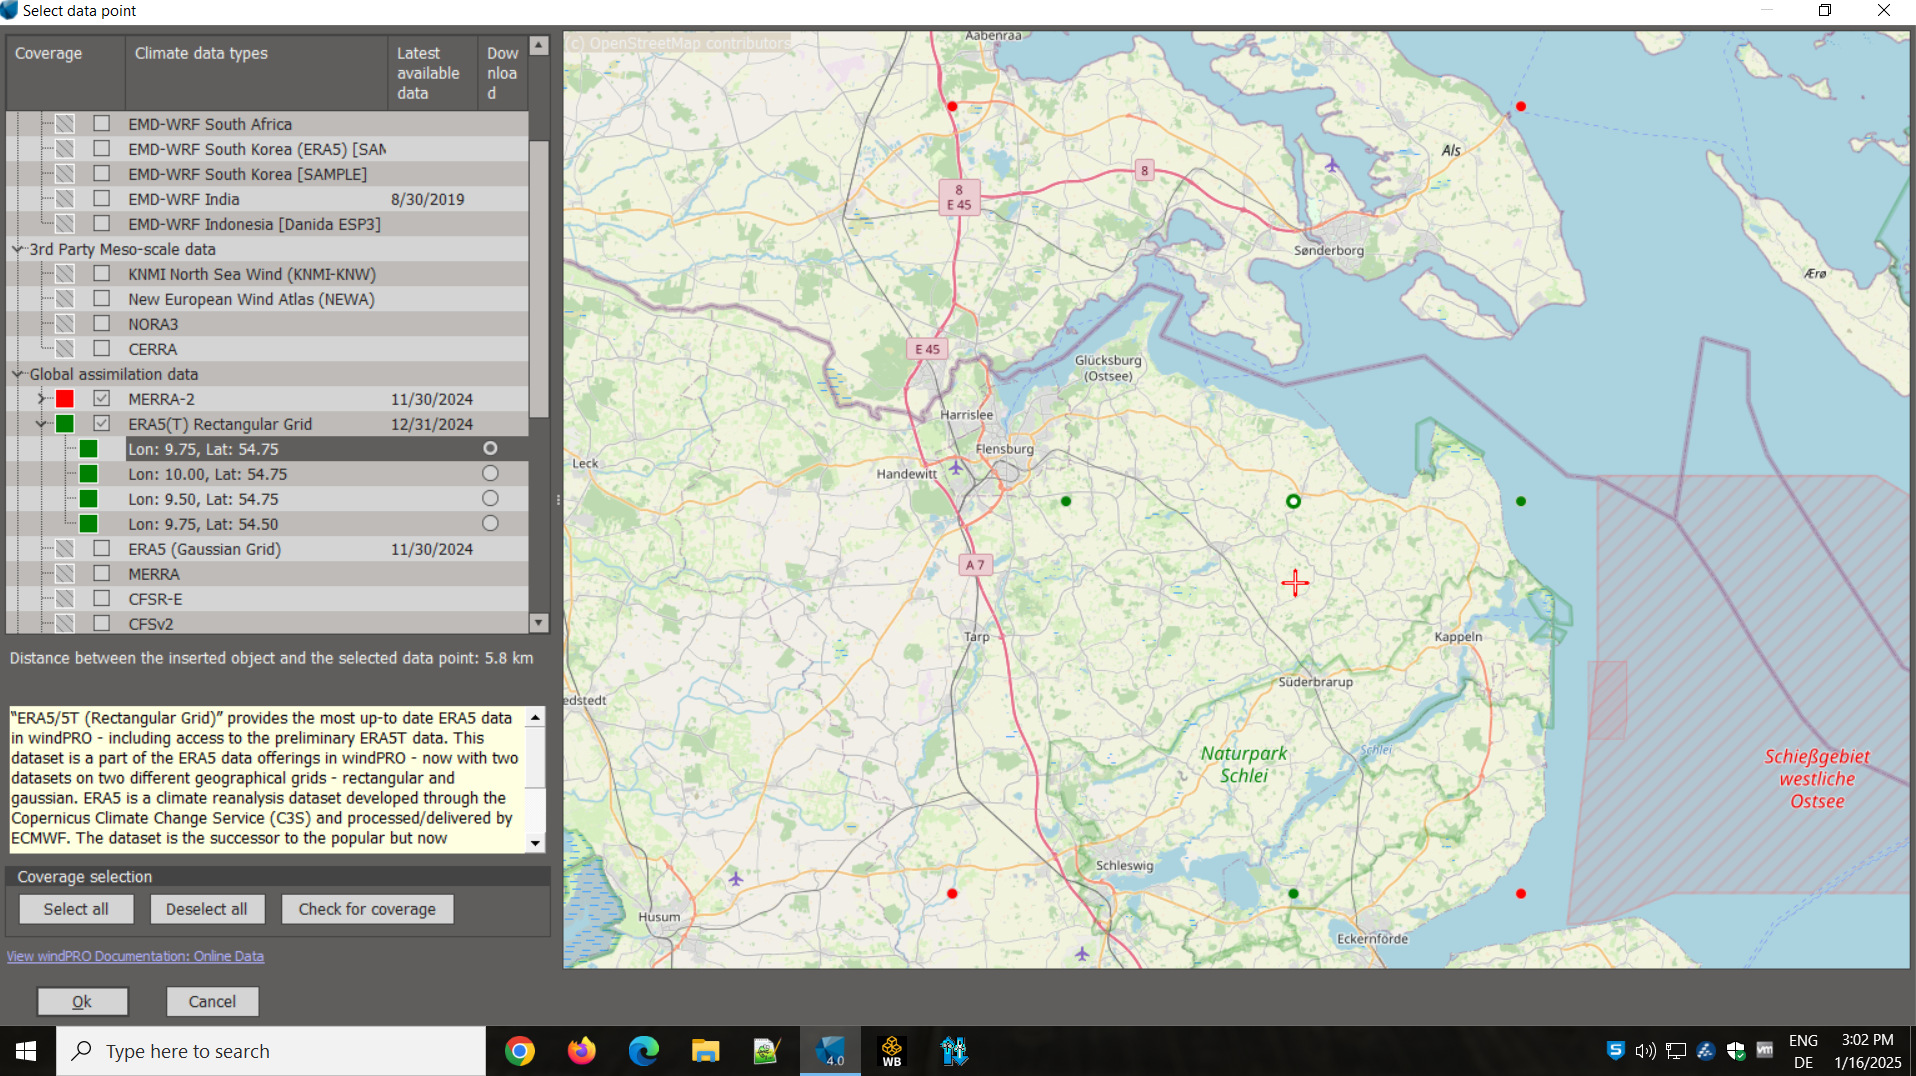 Select data point
Coverage
Climate data types
Latest
available
data
Dow
nloa
d
EMD-WRF South Africa
EMD-WRF South Korea (ERA5) [SAM
EMD-WRF South Korea [SAMPLE]
EMD-WRF India 8/30/2019
EMD-WRF Indonesia [Danida ESP3]
3rd Party Meso-scale data
KNMI North Sea Wind (KNMI-KNW)
New European Wind Atlas (NEWA)
NORA3
CERRA
Global assimilation data
MERRA-2 11/30/2024
ERA5(T) Rectangular Grid 12/31/2024
Lon: 9.75, Lat: 54.75
Lon: 10.00, Lat: 54.75
Lon: 9.50, Lat: 54.75
Lon: 9.75, Lat: 54.50
ERA5 (Gaussian Grid) 11/30/2024
MERRA
CFSR-E
CFSv2
Distance between the inserted object and the selected data point: 5.8 km
“ERA5/5T (Rectangular Grid)” provides the most up-to date ERA5 data
in windPRO - including access to the preliminary ERA5T data. This
dataset is a part of the ERA5 data offerings in windPRO - now with two
datasets on two different geographical grids - rectangular and
gaussian. ERA5 is a climate reanalysis dataset developed through the
Copernicus Climate Change Service (C3S) and processed/delivered by
ECMWF. The dataset is the successor to the popular but now
Coverage selection
Select all
Deselect all
Check for coverage
View windPRO Documentation: Online Data
Ok
Cancel
(c) OpenStreetMap contributors
Aabenraa
Als
8
8
E 45
Sønderborg
Ærø
E 45
Glücksburg
(Ostsee)
Harrislee
Flensburg
Leck
Handewitt
A 7
Tarp
Kappeln
Süderbrarup
edstedt
Naturpark
Schlei
Schlei
Schießgebiet
westliche
Ostsee
Schleswig
Husum
Eckernförde
Type here to search
4.0
WB
S
vm
ENG
DE
3:02 PM
1/16/2025